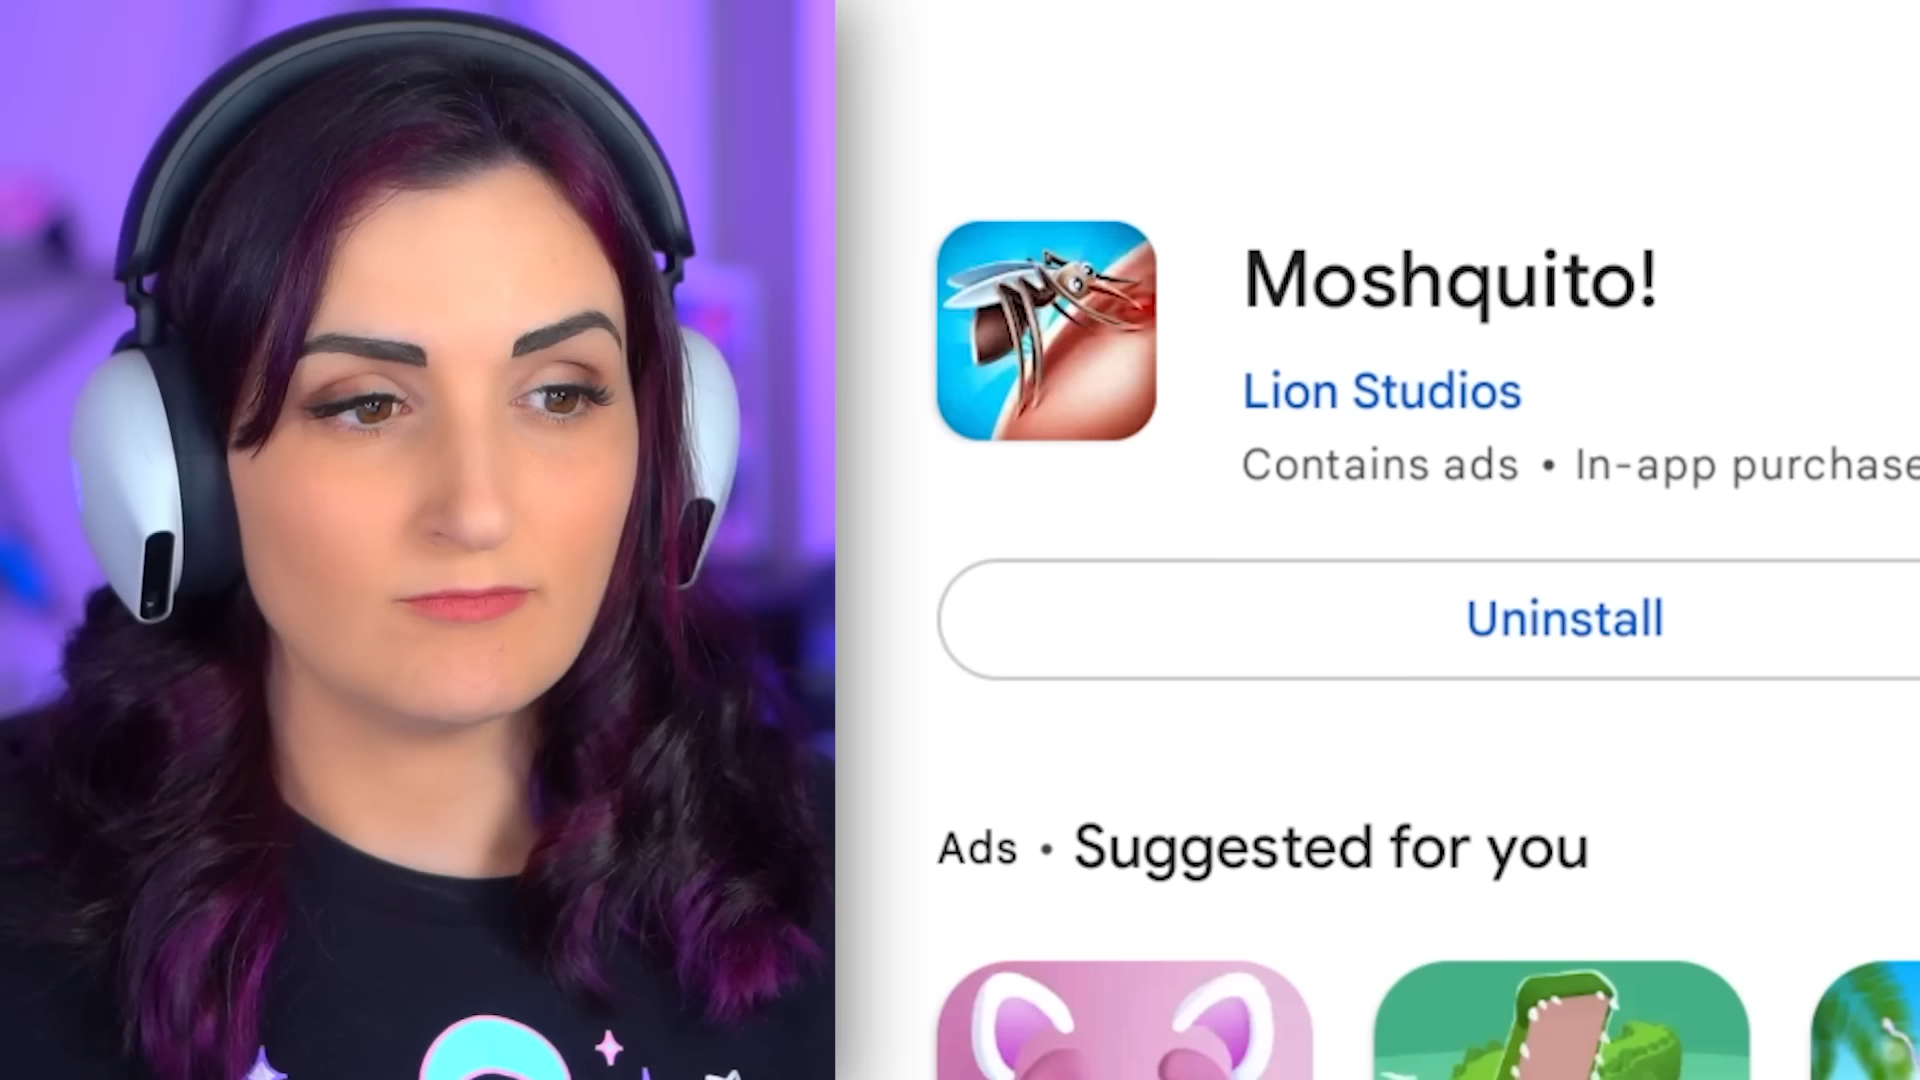 Moshquito!
Lion Studios
Contains ads • In-app purchase
Uninstall
Ads • Suggested for you